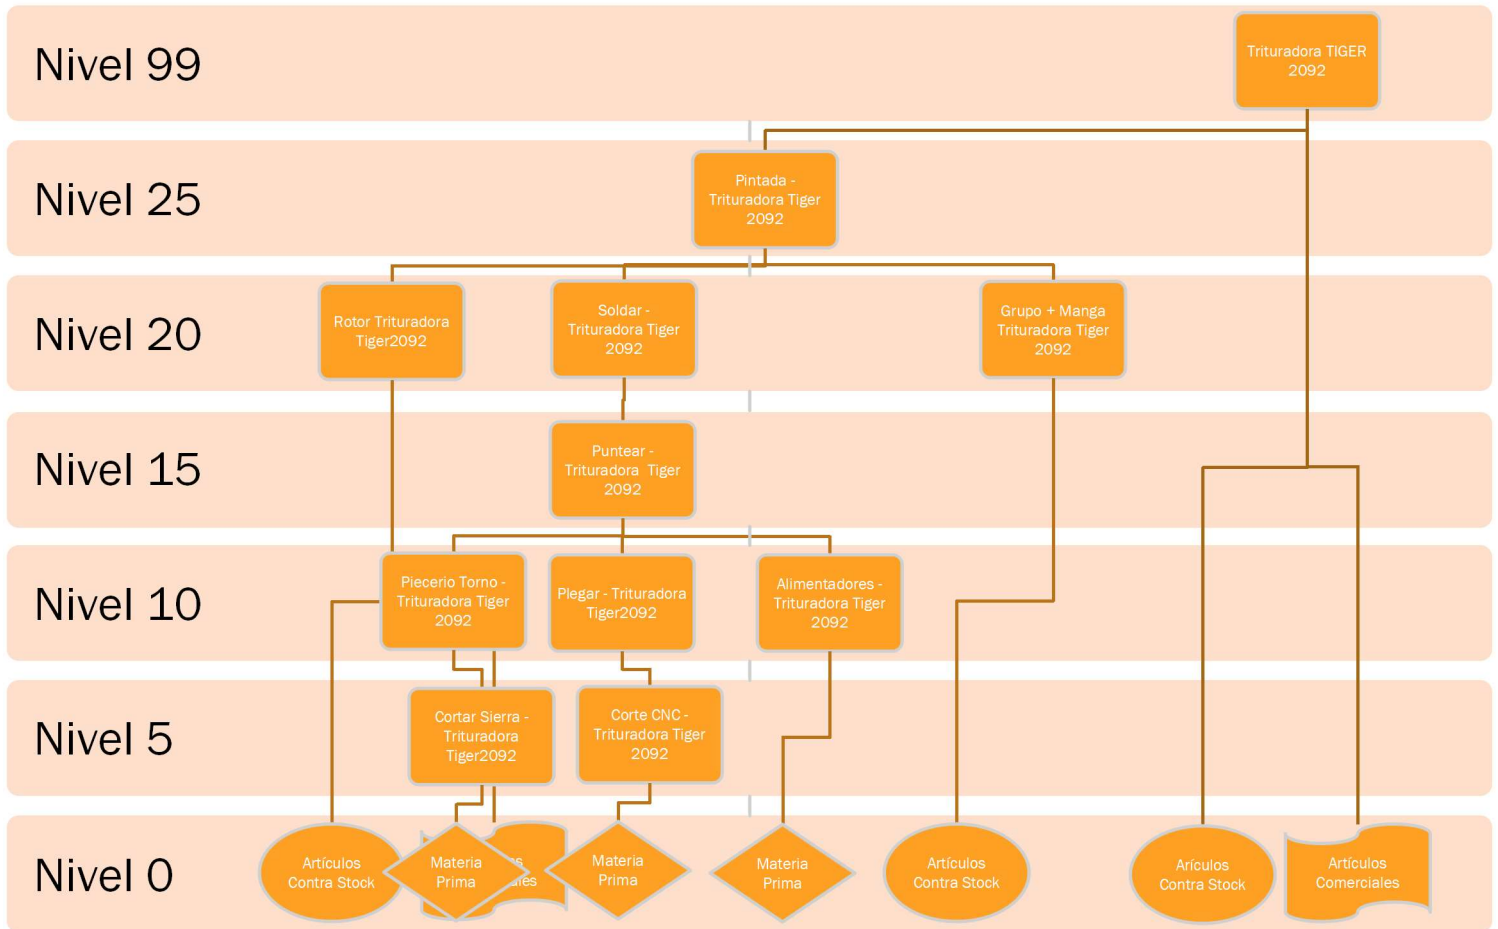 Nivel 99
Trituradora TIGER
2092
Nivel 25
Pintada -
Trituradora Tiger
2092
Nivel 20
Rotor Trituradora
Tiger2092
Soldar -
Trituradora Tiger
2092
Grupo + Manga
Trituradora Tiger
2092
Nivel 15
Puntear -
Trituradora Tiger
2092
Nivel 10
Piecerio Torno -
Trituradora Tiger
2092
Plegar - Trituradora
Tiger2092
Alimentadores -
Trituradora Tiger
2092
Nivel 5
Cortar Sierra -
Trituradora
Tiger2092
Corte CNC -
Trituradora Tiger
2092
Nivel 0
Artículos
Contra Stock
Materia
Prima
Materia
Prima
Materia
Prima
Artículos
Contra Stock
Arículos
Contra Stock
Artículos
Comerciales